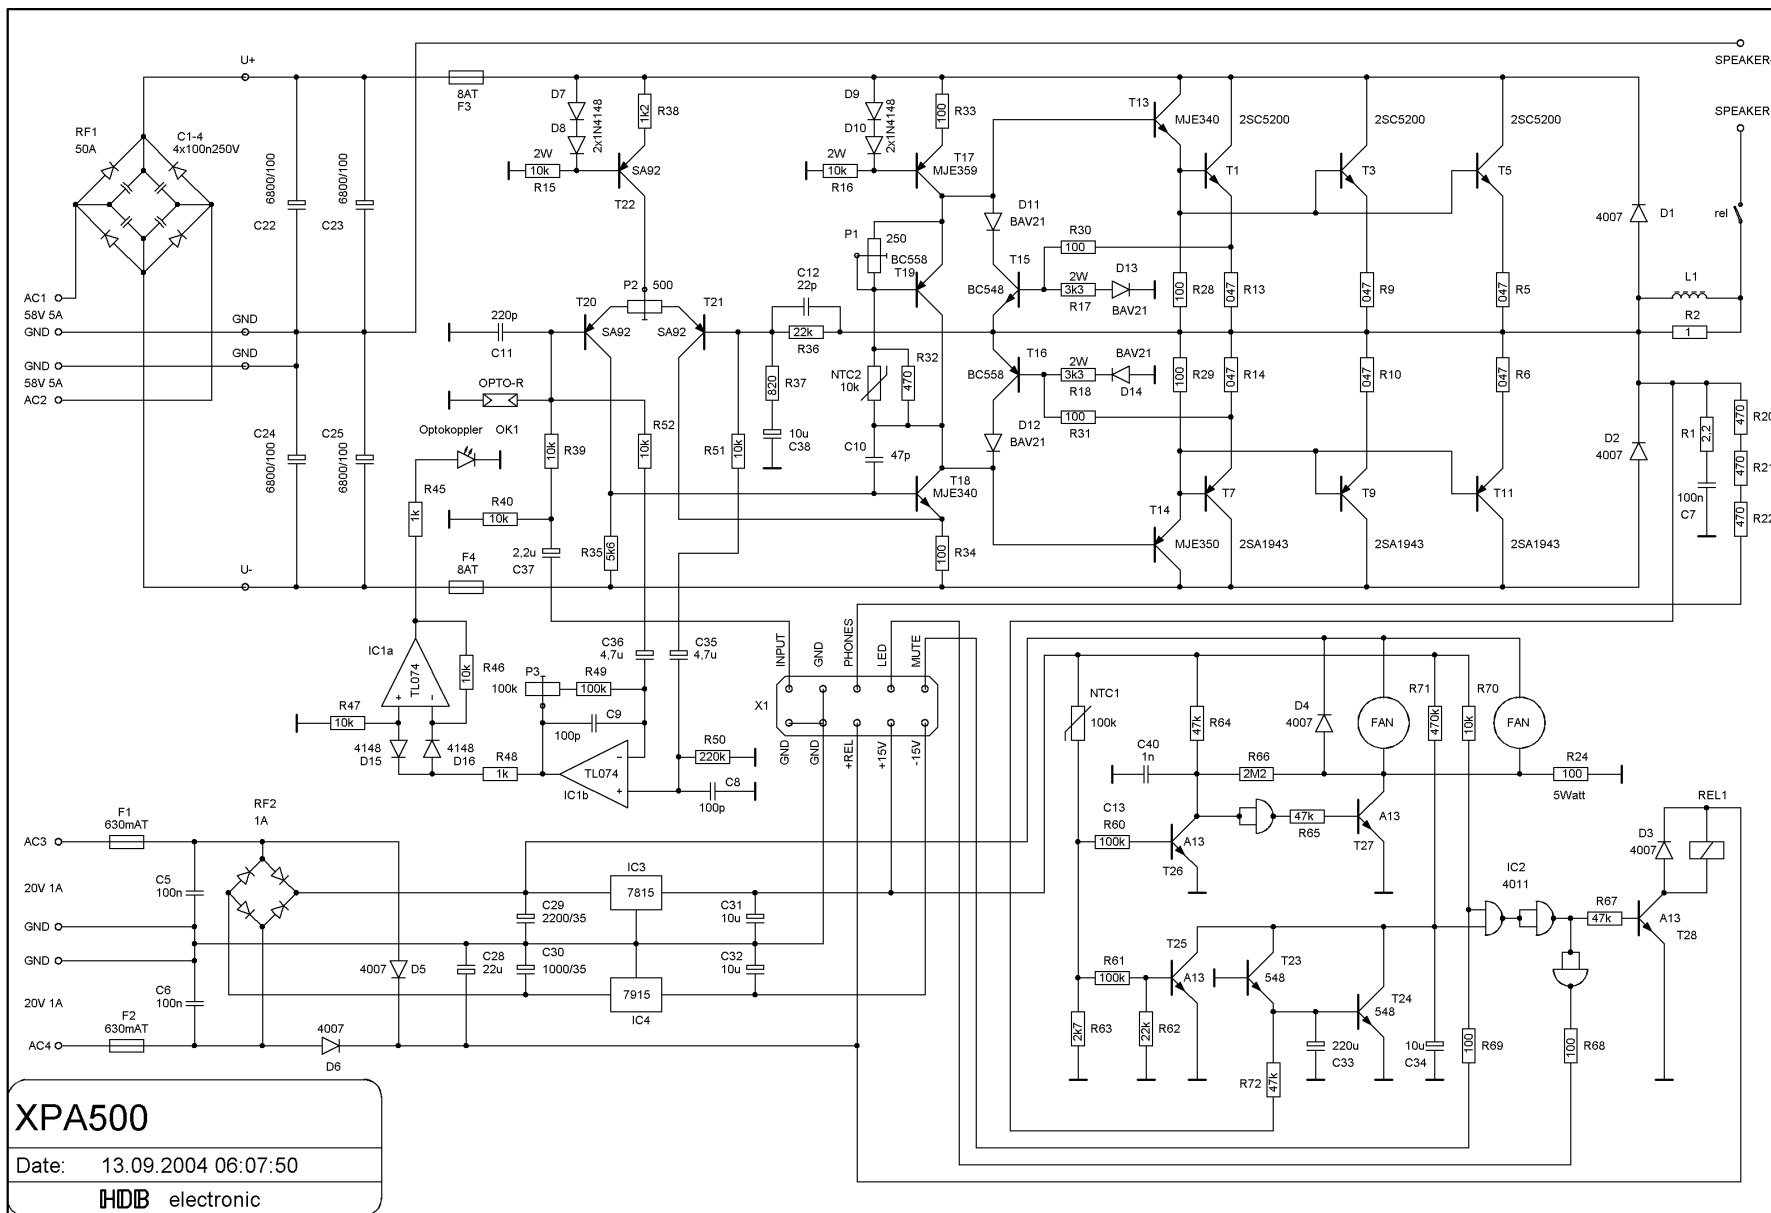 U+
8AT
F3
D7
D8
2x1N4148
1k2
R38
D9
D10
2x1N4148
100
R33
T13
MJE340
2SC5200
2SC5200
2SC5200
SPEAKER-
SPEAKER
RF1
50A
C1-4
4x100n250V
6800/100
C22
6800/100
C23
2W
10k
R15
SA92
T22
2W
10k
R16
T17
MJE359
T1
T3
T5
D11
BAV21
4007
D1
rel
P1
250
BC558
T19
R30
100
T15
BC548
2W
3k3
R17
D13
BAV21
100
R28
047
R13
047
R9
047
R5
L1
R2
1
AC1
58V 5A
GND
GND
58V 5A
AC2
GND
GND
P2
500
T20
SA92
T21
SA92
C12
22p
22k
R36
220p
C11
OPTO-R
Optokoppler
OK1
820
R37
10u
C38
NTC2
10k
470
R32
T16
BC558
2W
3k3
R18
BAV21
D14
100
R31
D12
BAV21
100
R29
047
R14
047
R10
047
R6
C24
6800/100
C25
6800/100
R45
1k
10k
R39
R52
10k
R51
10k
C10
47p
T18
MJE340
T7
T9
T11
D2
4007
R1
2,2
100n
C7
470
R20
470
R21
470
R22
R40
10k
2,2u
C37
R35
5k6
100
R34
T14
MJE350
2SA1943
2SA1943
2SA1943
U-
F4
8AT
IC1a
TL074
+
-
10k
R46
R47
10k
4148
D15
4148
D16
R48
1k
P3
100k
R49
100k
C9
100p
TL074
-
+
IC1b
C36
4,7u
C35
4,7u
R50
220k
C8
100p
INPUT
GND
PHONES
LED
MUTE
X1
GND
GND
+REL
+15V
-15V
NTC1
100k
47k
R64
D4
4007
FAN
R71
470k
R70
10k
FAN
C40
1n
R66
2M2
R24
100
5Watt
C13
R60
100k
A13
T26
47k
R65
A13
T27
REL1
D3
4007
F1
630mAT
AC3
RF2
1A
20V 1A
C5
100n
GND
GND
20V 1A
C6
100n
F2
630mAT
AC4
4007
D5
4007
D6
C28
22u
C29
2200/35
C30
1000/35
IC3
7815
7915
IC4
C31
10u
C32
10u
IC2
4011
R67
47k
A13
T28
R61
100k
T25
A13
T23
548
T24
548
2k7
R63
22k
R62
R72
47k
220u
C33
10u
C34
100
R69
100
R68
XPA500
Date: 13.09.2004 06:07:50
HDB electronic